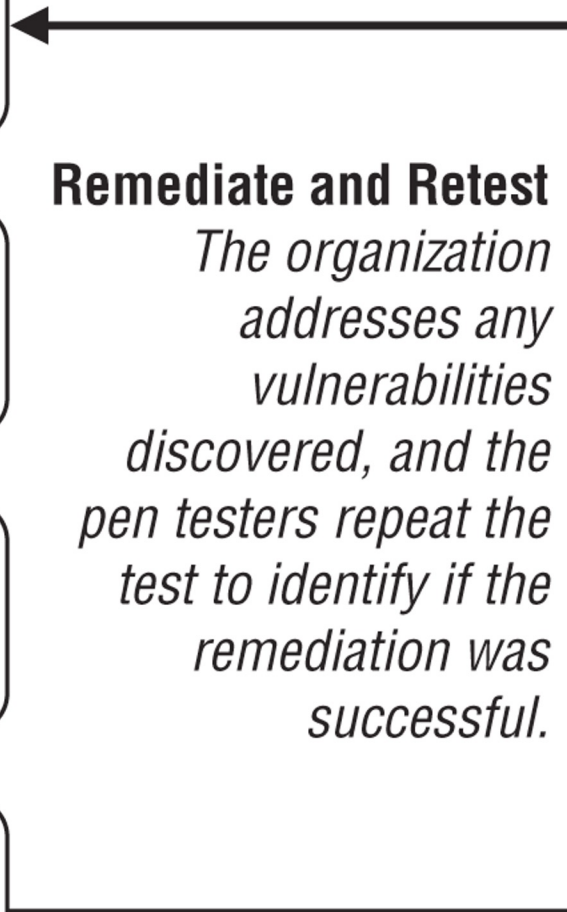 Remediate and Retest
The organization
addresses any
vulnerabilities
discovered, and the
pen testers repeat the
test to identify if the
remediation was
successful.